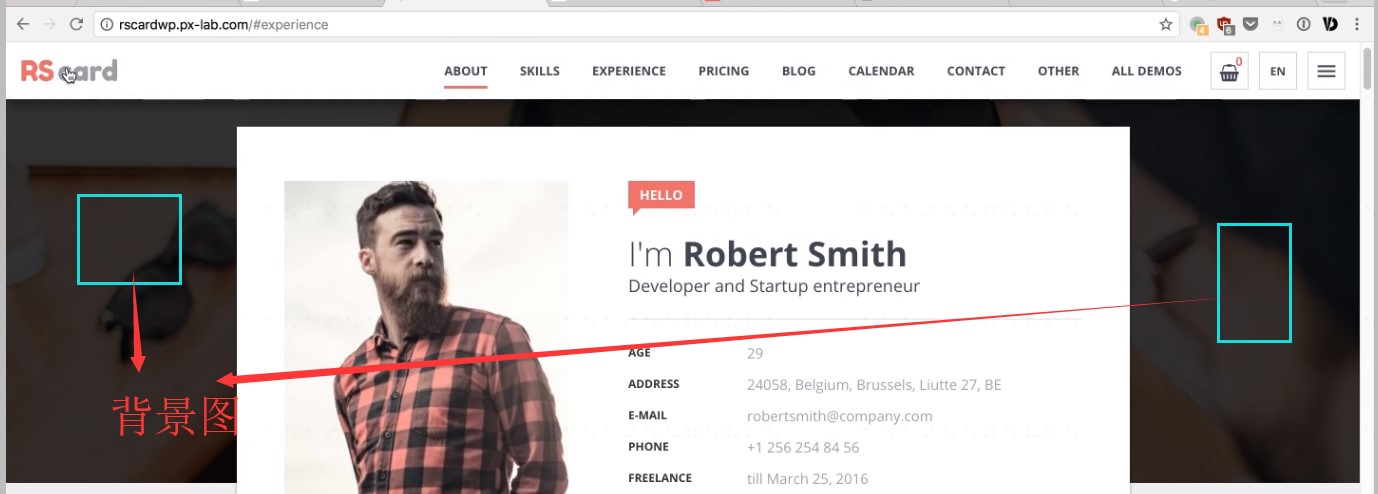 rscardwp.px-lab.com/#experience
4
6
RS card
ABOUT
SKILLS
EXPERIENCE
PRICING
BLOG
CALENDAR
CONTACT
OTHER
ALL DEMOS
0
EN
HELLO
I'm Robert Smith
Developer and Startup entrepreneur
AGE 29
ADDRESS 24058, Belgium, Brussels, Liutte 27, BE
E-MAIL robertsmith@company.com
PHONE +1 256 254 84 56
FREELANCE till March 25, 2016
背景图